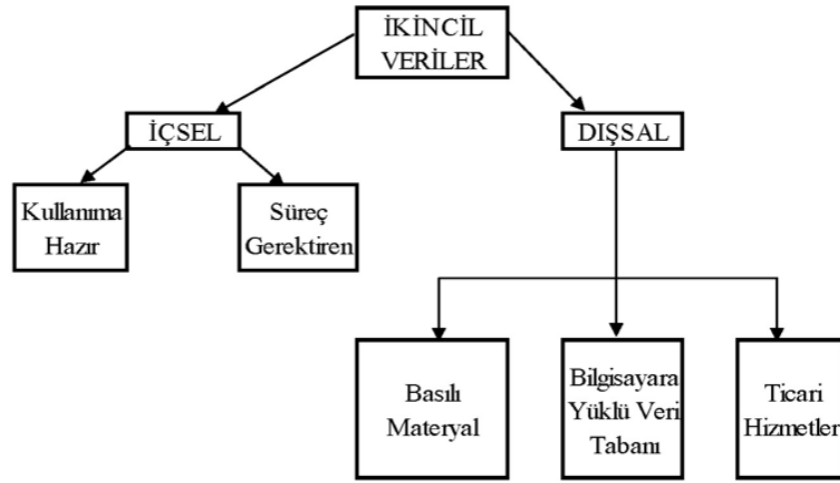 İKİNCİL
VERİLER
İÇSEL
DIŞSAL
Kullanıma
Hazır
Süreç
Gerektiren
Basılı
Materyal
Bilgisayara
Yüklü Veri
Tabanı
Ticari
Hizmetler